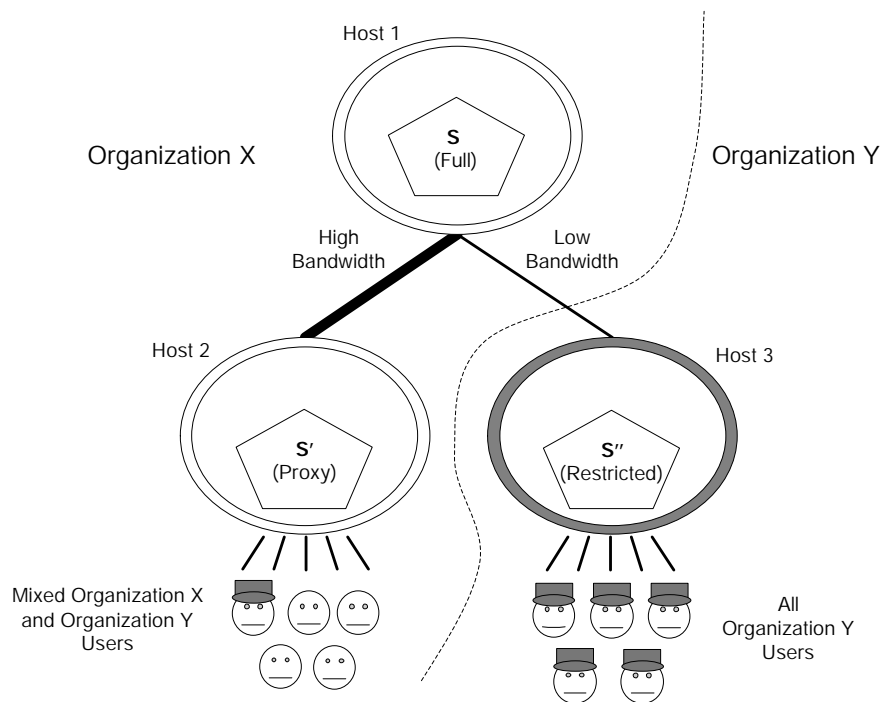 Host 1
Organization X
S
(Full)
Organization Y
High
Bandwidth
Low
Bandwidth
Host 2
Host 3
S′
(Proxy)
S′′
(Restricted)
Mixed Organization X
and Organization Y
Users
All
Organization Y
Users